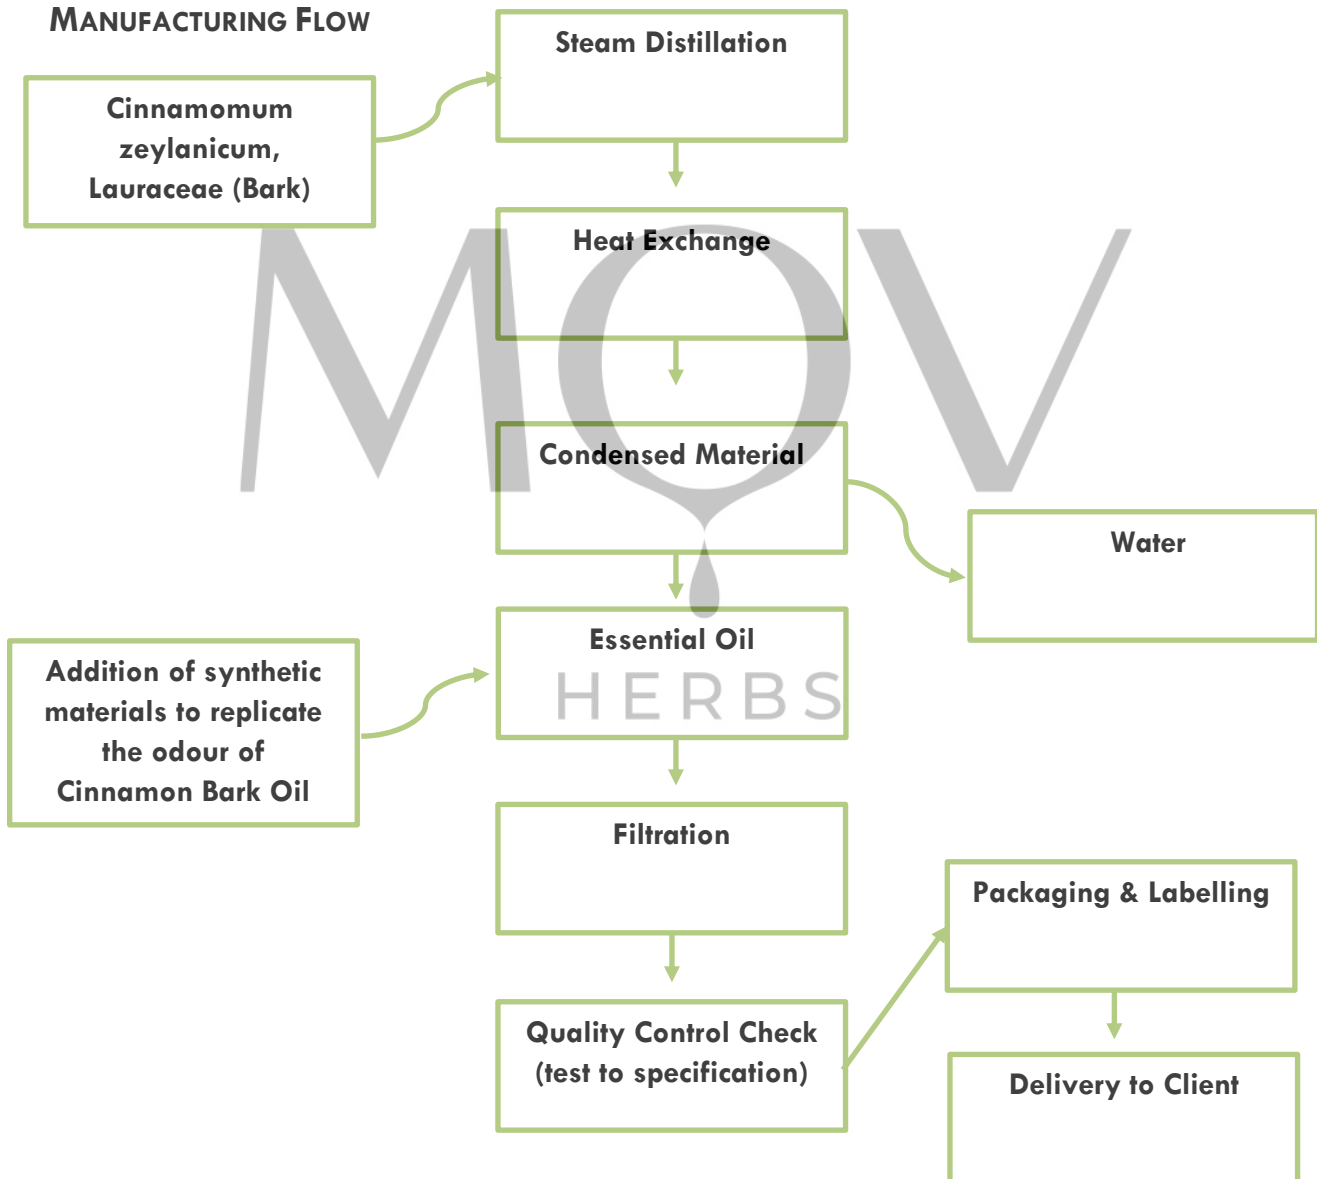 MANUFACTURING FLOW
Steam Distillation
Cinnamomum
zeylanicum,
Lauraceae (Bark)
Heat Exchange
MOV
Condensed Material
Water
Essential Oil
HERBS
Addition of synthetic
materials to replicate
the odour of
Cinnamon Bark Oil
Filtration
Packaging & Labelling
Quality Control Check
(test to specification)
Delivery to Client